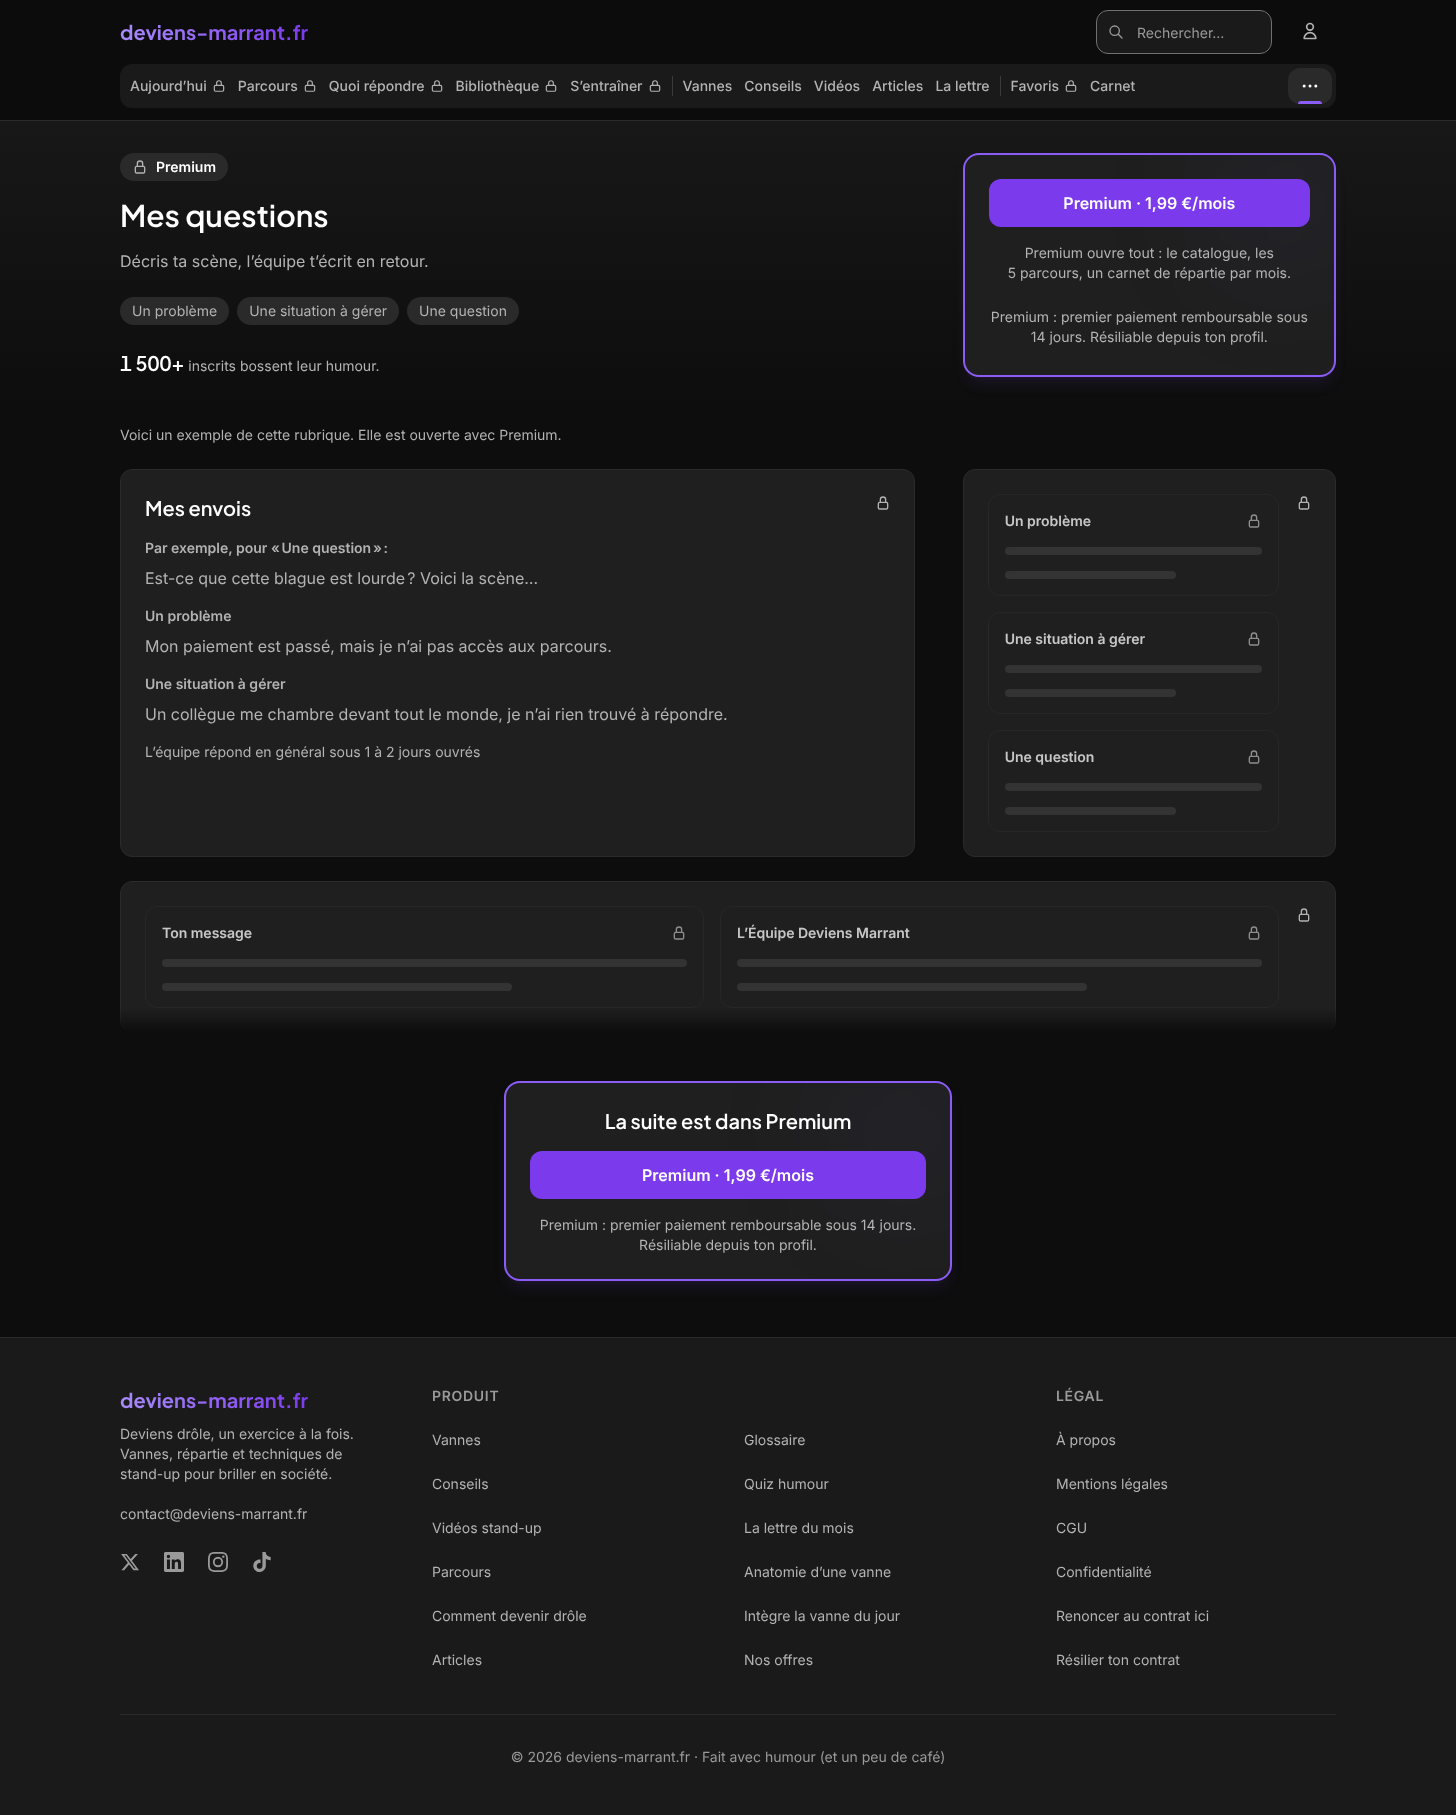 deviens-marrant.fr
Rechercher...
Aujourd’hui Parcours Quoi répondre Bibliothèque S’entraîner Vannes Conseils Vidéos Articles La lettre Favoris Carnet
Premium
Mes questions
Décris ta scène, l’équipe t’écrit en retour.
Un problème Une situation à gérer Une question
1 500+ inscrits bossent leur humour.
Premium · 1,99 €/mois
Premium ouvre tout : le catalogue, les
5 parcours, un carnet de répartie par mois.
Premium : premier paiement remboursable sous
14 jours. Résiliable depuis ton profil.
Voici un exemple de cette rubrique. Elle est ouverte avec Premium.
Mes envois
Par exemple, pour « Une question » :
Est-ce que cette blague est lourde ? Voici la scène…
Un problème
Mon paiement est passé, mais je n’ai pas accès aux parcours.
Une situation à gérer
Un collègue me chambre devant tout le monde, je n’ai rien trouvé à répondre.
L’équipe répond en général sous 1 à 2 jours ouvrés
Un problème
Une situation à gérer
Une question
Ton message
L’Équipe Deviens Marrant
La suite est dans Premium
Premium · 1,99 €/mois
Premium : premier paiement remboursable sous 14 jours.
Résiliable depuis ton profil.
deviens-marrant.fr
Deviens drôle, un exercice à la fois.
Vannes, répartie et techniques de
stand-up pour briller en société.
contact@deviens-marrant.fr
PRODUIT
Vannes
Conseils
Vidéos stand-up
Parcours
Comment devenir drôle
Articles
Glossaire
Quiz humour
La lettre du mois
Anatomie d’une vanne
Intègre la vanne du jour
Nos offres
LÉGAL
À propos
Mentions légales
CGU
Confidentialité
Renoncer au contrat ici
Résilier ton contrat
© 2026 deviens-marrant.fr · Fait avec humour (et un peu de café)